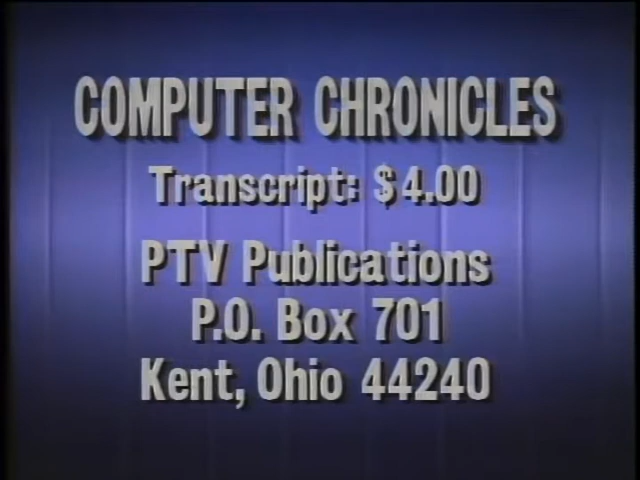 COMPUTER CHRONICLES
Transcript: $4.00
PTV Publications
P.O. Box 701
Kent, Ohio 44240